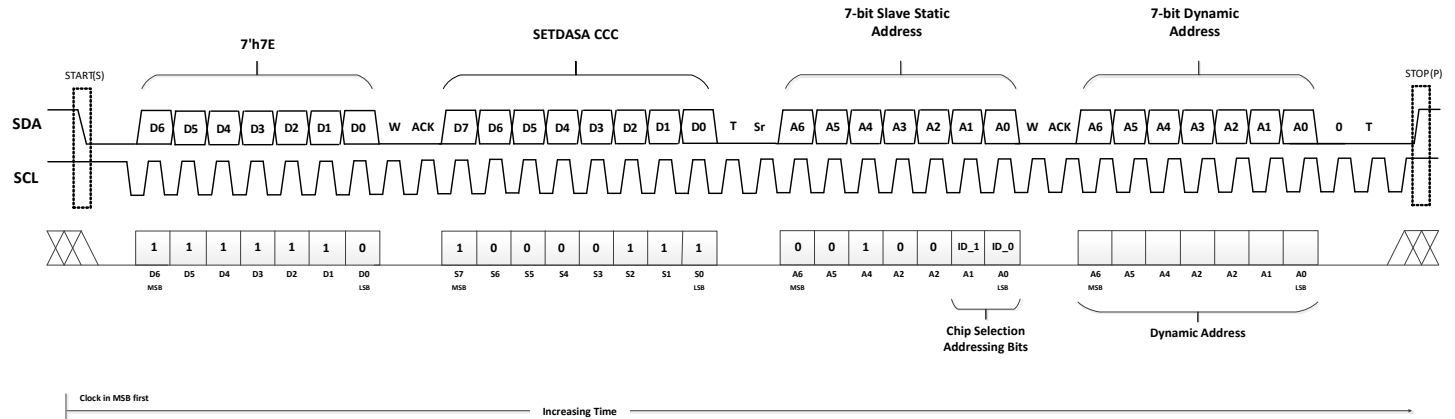 7-bit Slave Static
Address
7-bit Dynamic
Address
SETDASA CCC
7'h7E
START(S)
STOP(P)
SDA
D6 D5 D4 D3 D2 D1 D0 W ACK D7 D6 D5 D4 D3 D2 D1 D0 T Sr A6 A5 A4 A3 A2 A1 A0 W ACK A6 A5 A4 A3 A2 A1 A0 0 T
SCL
1 1 1 1 1 1 0 1 0 0 0 0 1 1 1 0 0 1 0 0 ID_1 ID_0
D6 D5 D4 D3 D2 D1 D0 S7 S6 S5 S4 S3 S2 S1 S0 A6 A5 A4 A2 A2 A1 A0 A6 A5 A4 A2 A2 A1 A0
MSB LSB MSB LSB MSB LSB MSB LSB
Chip Selection
Addressing Bits
Dynamic Address
Clock in MSB first
Increasing Time